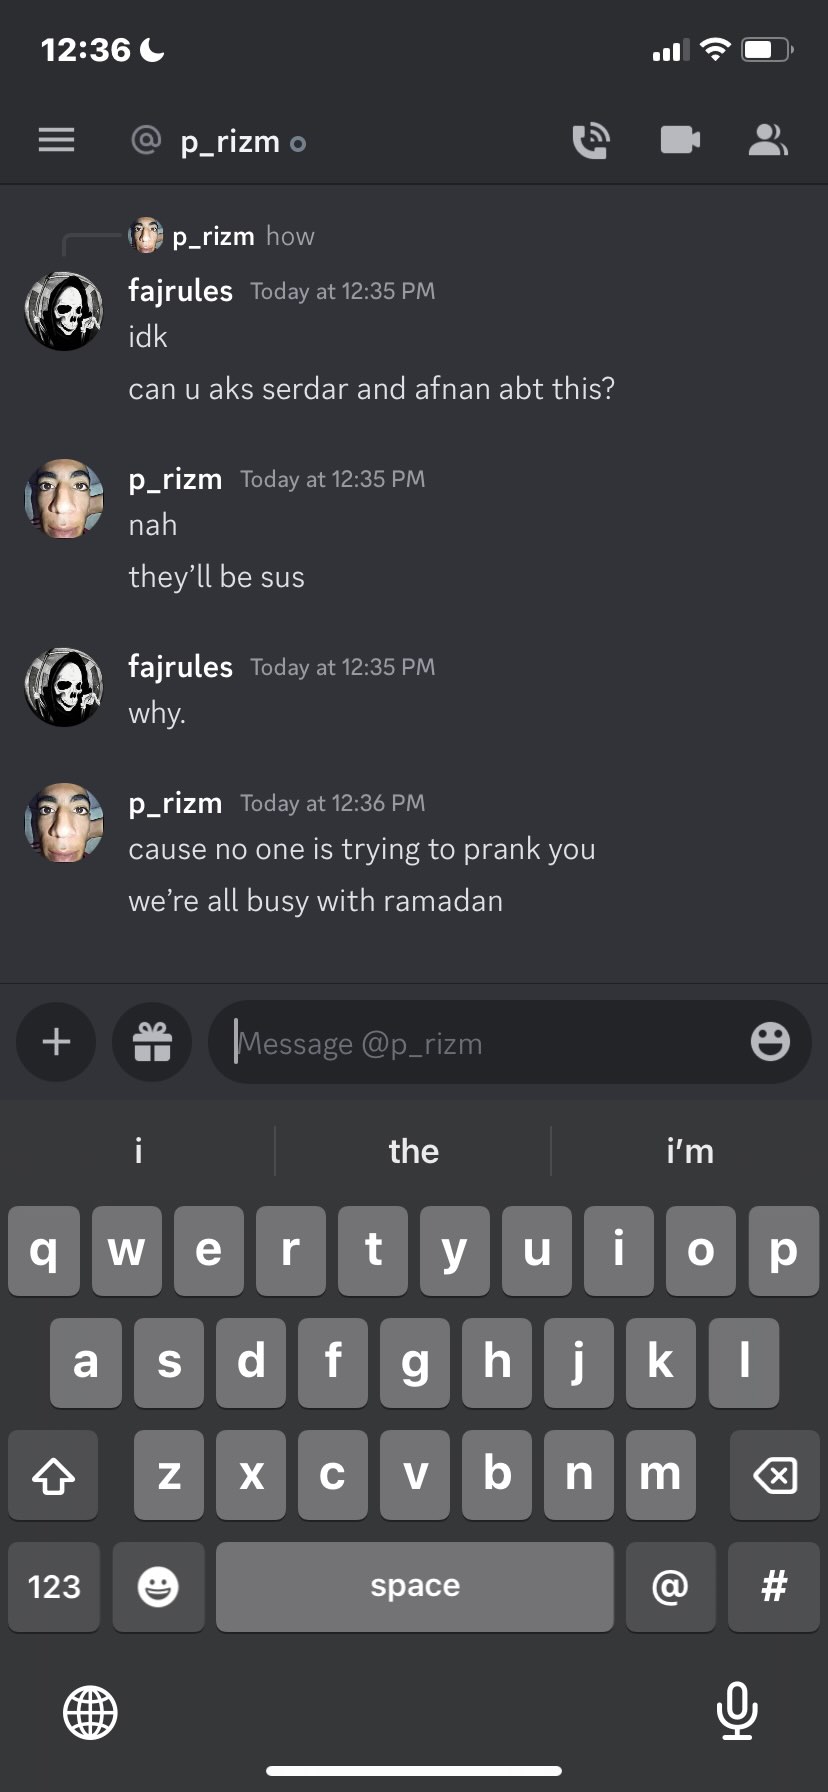 12:36
@ p_rizm
p_rizm how
fajrules Today at 12:35 PM
idk
can u aks serdar and afnan abt this?
p_rizm Today at 12:35 PM
nah
they’ll be sus
fajrules Today at 12:35 PM
why.
p_rizm Today at 12:36 PM
cause no one is trying to prank you
we’re all busy with ramadan
Message @p_rizm
i the i’m
q w e r t y u i o p
a s d f g h j k l
z x c v b n m
123 space @ #